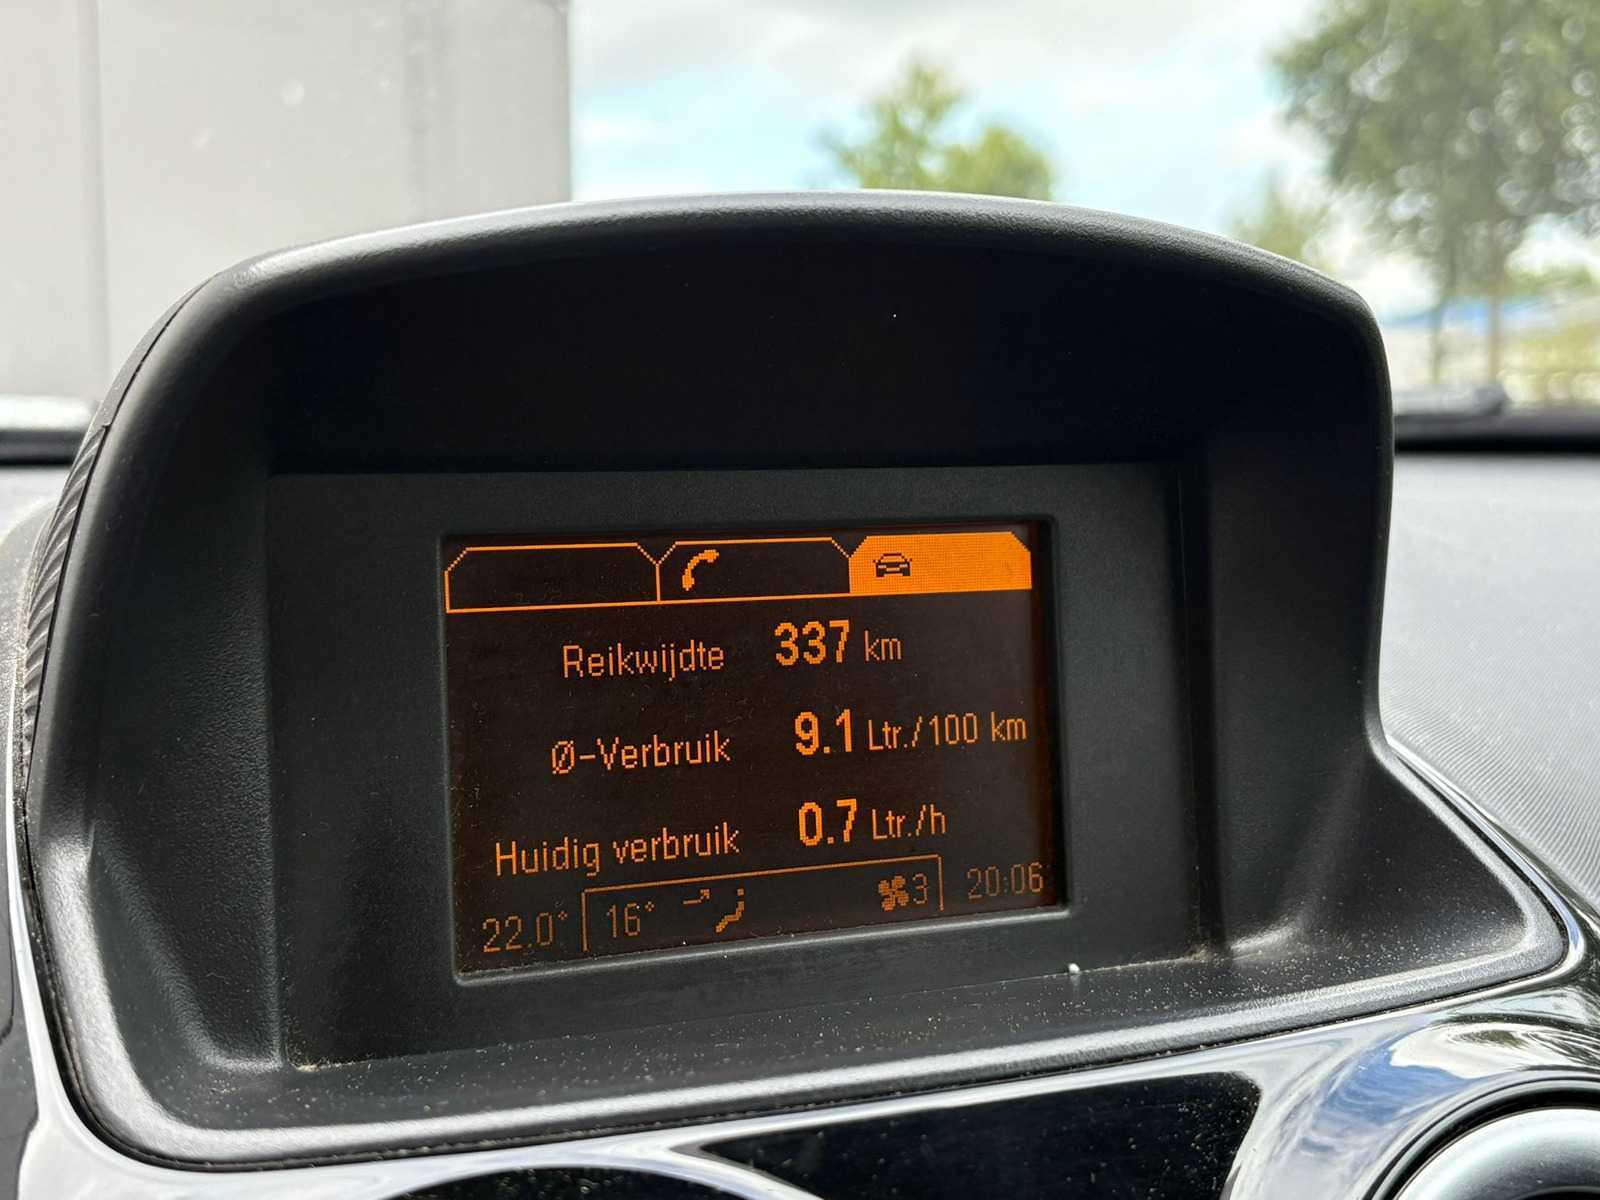 Reikwijdte 337 km
Ø-Verbruik 9.1 Ltr./100 km
Huidig verbruik 0.7 Ltr./h
22.0° 16° 3 20:06